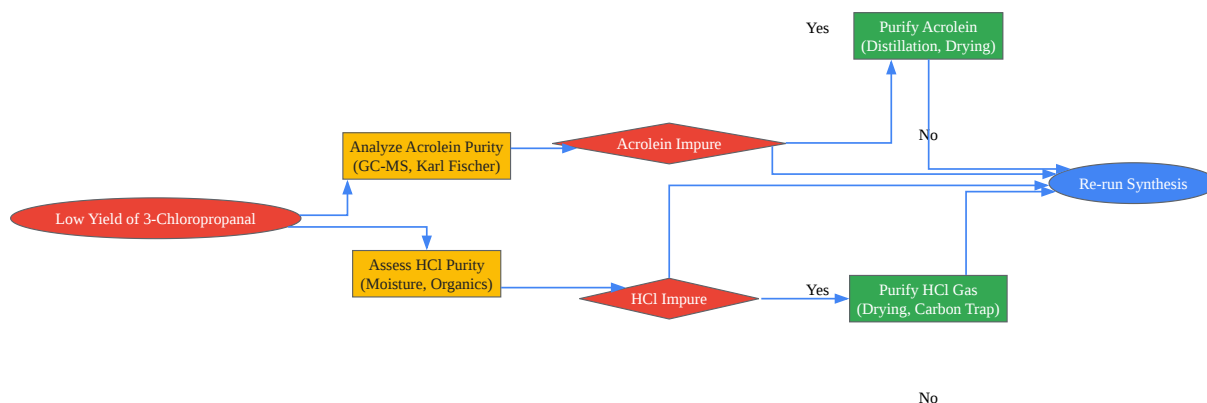 Yes
Purify Acrolein
(Distillation, Drying)
No
Analyze Acrolein Purity
(GC-MS, Karl Fischer)
Acrolein Impure
Re-run Synthesis
Low Yield of 3-Chloropropanal
Assess HCl Purity
(Moisture, Organics)
HCl Impure
Yes
Purify HCl Gas
(Drying, Carbon Trap)
No